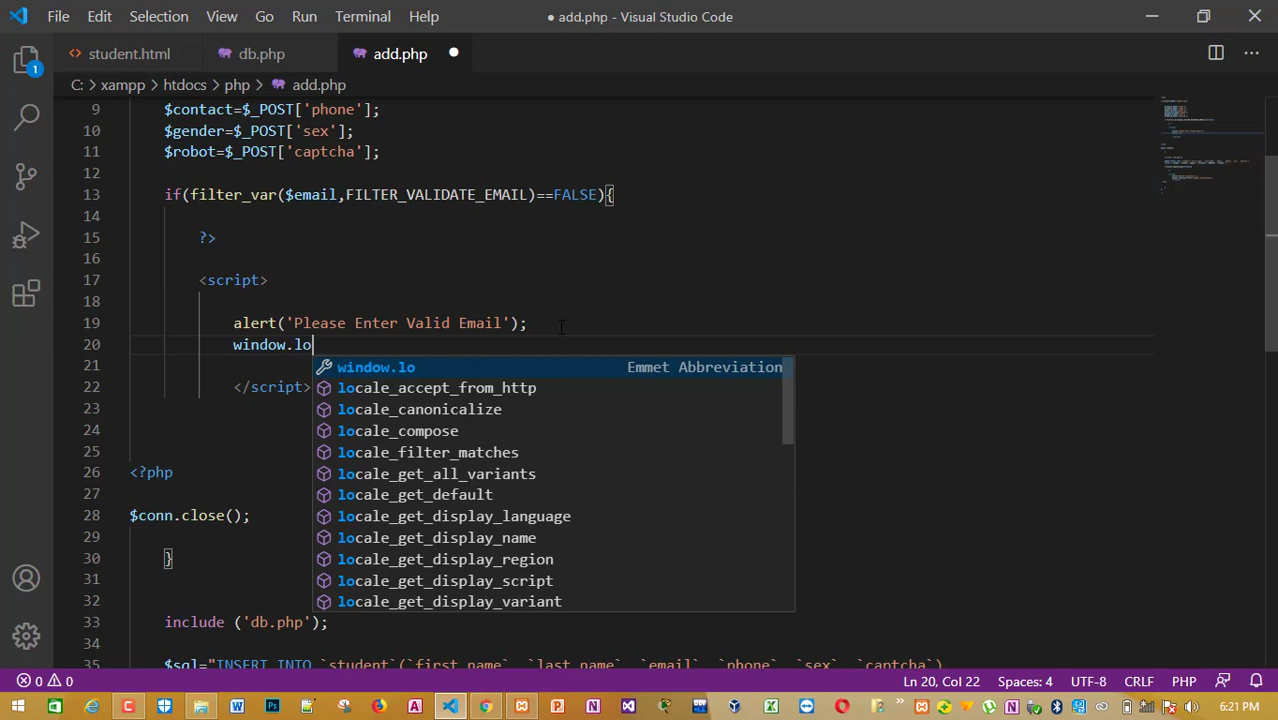 File Edit Selection View Go Run Terminal Help ● add.php - Visual Studio Code
student.html db.php add.php
C: > xampp > htdocs > php > add.php
9 $contact=$_POST['phone'];
10 $gender=$_POST['sex'];
11 $robot=$_POST['captcha'];
12
13 if(filter_var($email,FILTER_VALIDATE_EMAIL)==FALSE){
14
15 ?>
16
17 <script>
18
19 alert('Please Enter Valid Email');
20 window.lo
window.lo Emmet Abbreviation
21
locale_accept_from_http
22 </script>
locale_canonicalize
23
locale_compose
24
locale_filter_matches
25
26 <?php
locale_get_all_variants
27
locale_get_default
28 $conn.close();
locale_get_display_language
29
locale_get_display_name
30 }
locale_get_display_region
31
locale_get_display_script
32
locale_get_display_variant
33 include ('db.php');
34
35 $sql="INSERT INTO `student`(`first_name`, `last_name`, `email`, `phone`, `sex`, `captcha`)
0 0 Ln 20, Col 22 Spaces: 4 UTF-8 CRLF PHP
6:21 PM